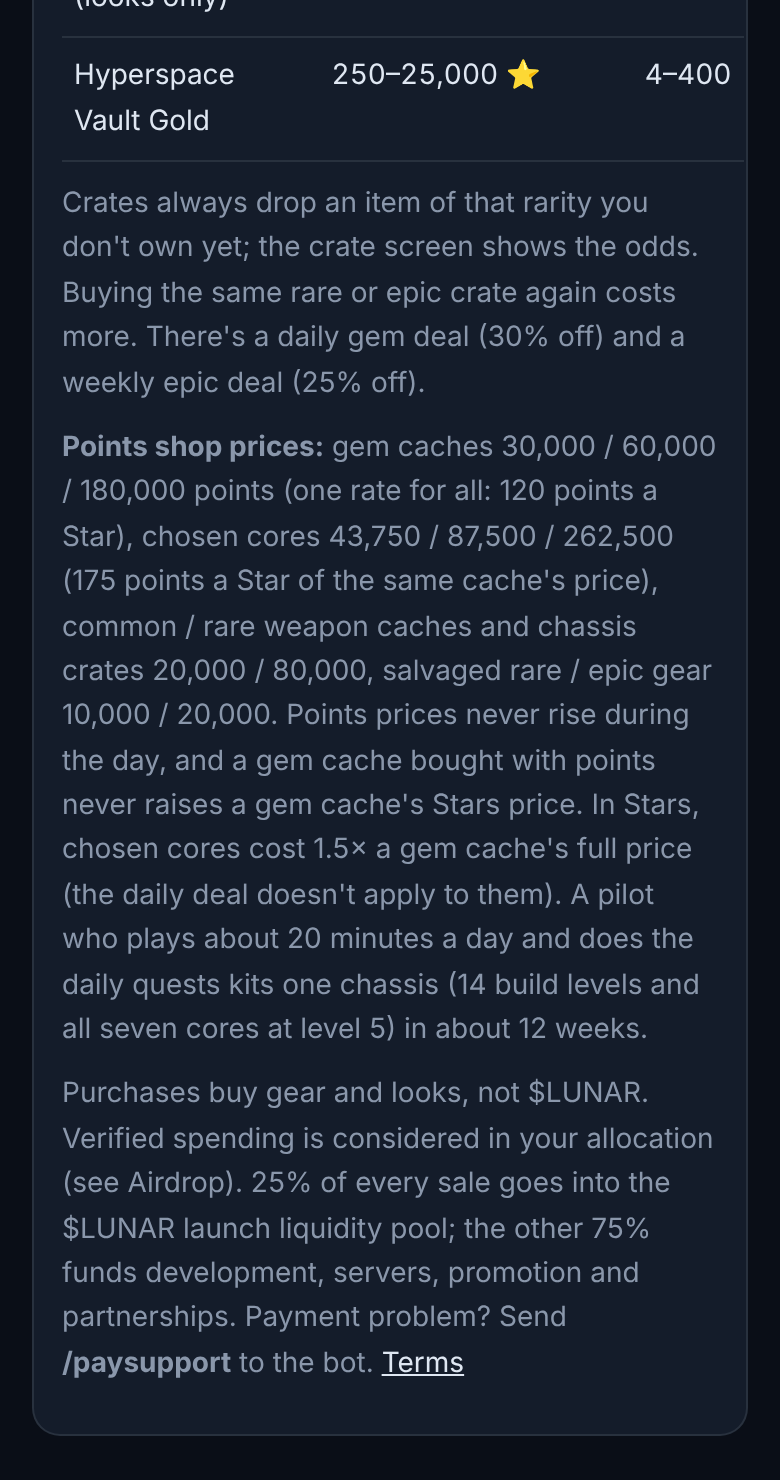 (looks only)
Hyperspace Vault Gold 250–25,000 ⭐ 4–400
Crates always drop an item of that rarity you
don't own yet; the crate screen shows the odds.
Buying the same rare or epic crate again costs
more. There's a daily gem deal (30% off) and a
weekly epic deal (25% off).
Points shop prices: gem caches 30,000 / 60,000
/ 180,000 points (one rate for all: 120 points a
Star), chosen cores 43,750 / 87,500 / 262,500
(175 points a Star of the same cache's price),
common / rare weapon caches and chassis
crates 20,000 / 80,000, salvaged rare / epic gear
10,000 / 20,000. Points prices never rise during
the day, and a gem cache bought with points
never raises a gem cache's Stars price. In Stars,
chosen cores cost 1.5× a gem cache's full price
(the daily deal doesn't apply to them). A pilot
who plays about 20 minutes a day and does the
daily quests kits one chassis (14 build levels and
all seven cores at level 5) in about 12 weeks.
Purchases buy gear and looks, not $LUNAR.
Verified spending is considered in your allocation
(see Airdrop). 25% of every sale goes into the
$LUNAR launch liquidity pool; the other 75%
funds development, servers, promotion and
partnerships. Payment problem? Send
/paysupport to the bot. Terms